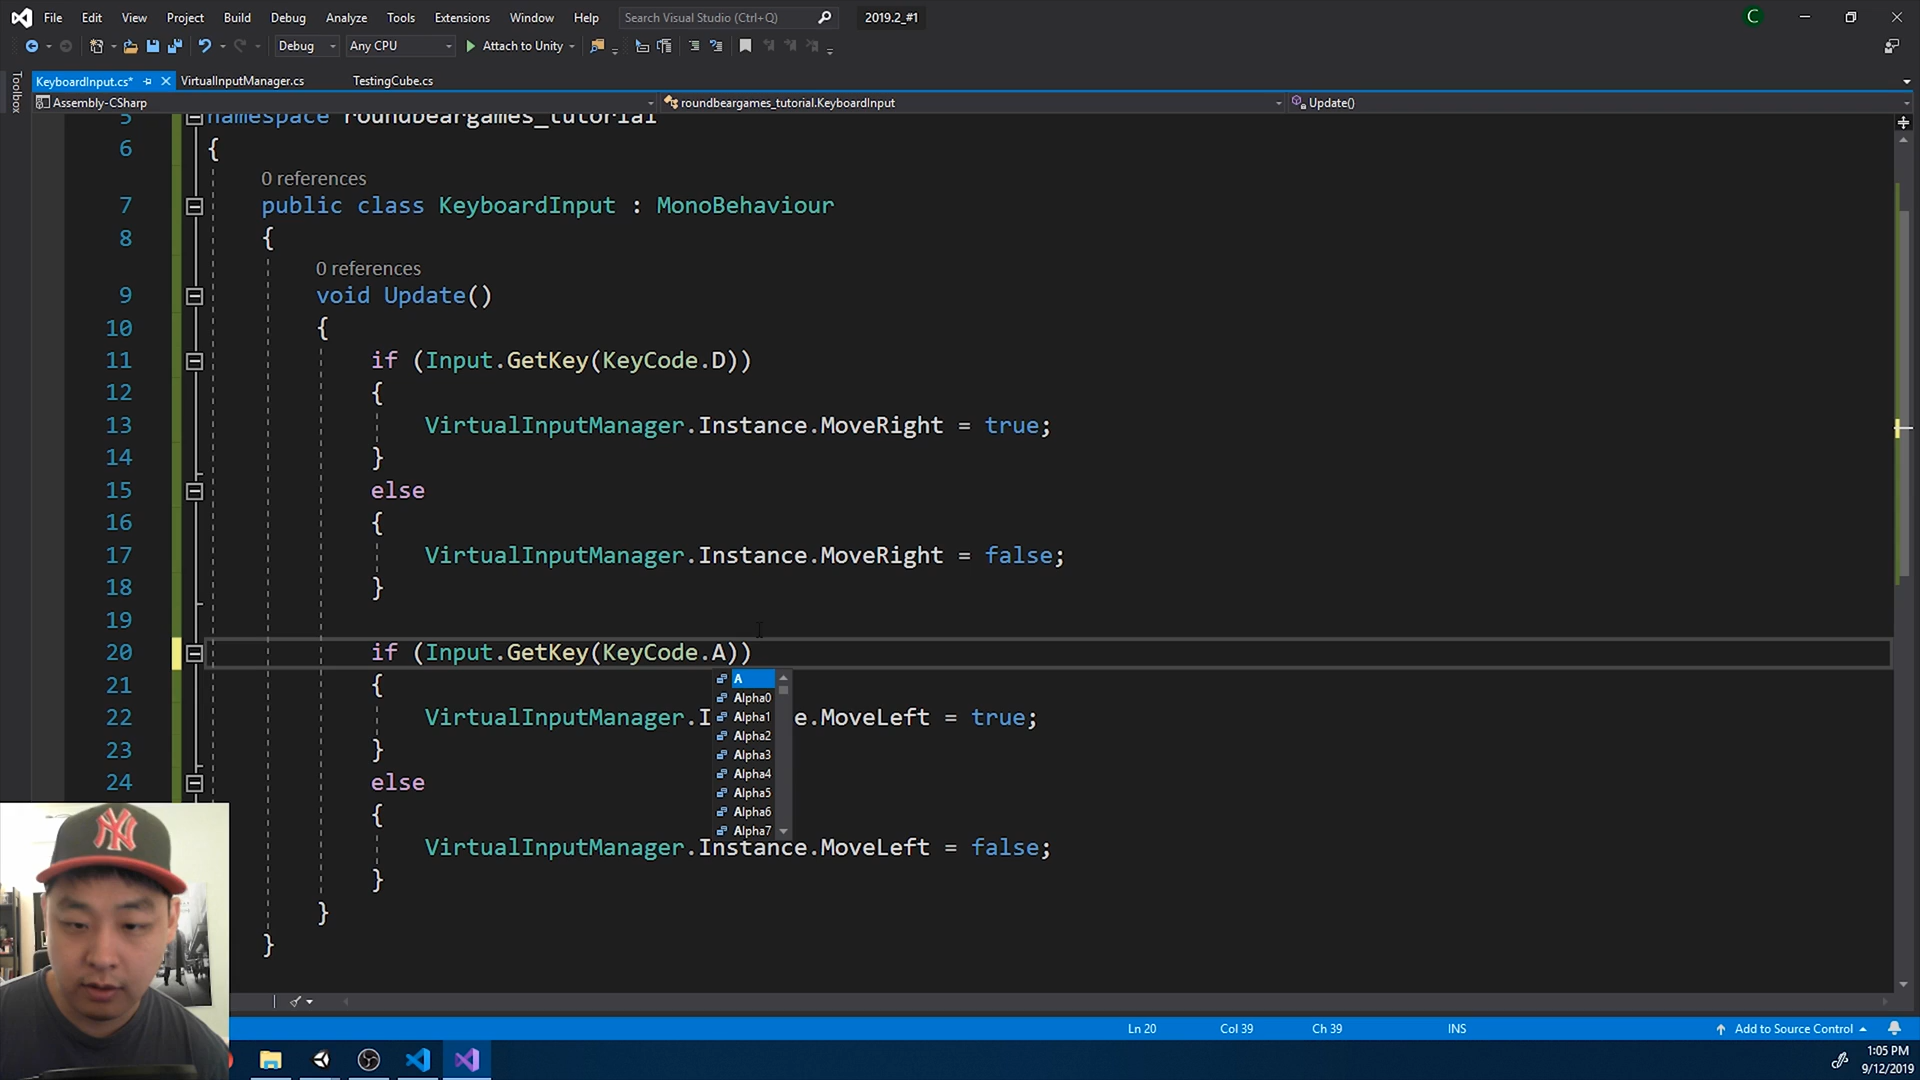 File Edit View Project Build Debug Analyze Tools Extensions Window Help Search Visual Studio (Ctrl+Q) 2019.2_#1 C
Debug Any CPU Attach to Unity
Toolbox
KeyboardInput.cs* VirtualInputManager.cs TestingCube.cs
Assembly-CSharp roundbeargames_tutorial.KeyboardInput Update()
5 namespace roundbeargames_tutorial
6 {
0 references
7 public class KeyboardInput : MonoBehaviour
8 {
0 references
9 void Update()
10 {
11 if (Input.GetKey(KeyCode.D))
12 {
13 VirtualInputManager.Instance.MoveRight = true;
14 }
15 else
16 {
17 VirtualInputManager.Instance.MoveRight = false;
18 }
19
20 if (Input.GetKey(KeyCode.A))
A
21 {
Alpha0
22 VirtualInputManager.I e.MoveLeft = true;
Alpha1
Alpha2
23 }
Alpha3
Alpha4
24 else
Alpha5
{
Alpha6
Alpha7
VirtualInputManager.Instance.MoveLeft = false;
}
}
}
NY
Ln 20 Col 39 Ch 39 INS Add to Source Control
1:05 PM
9/12/2019